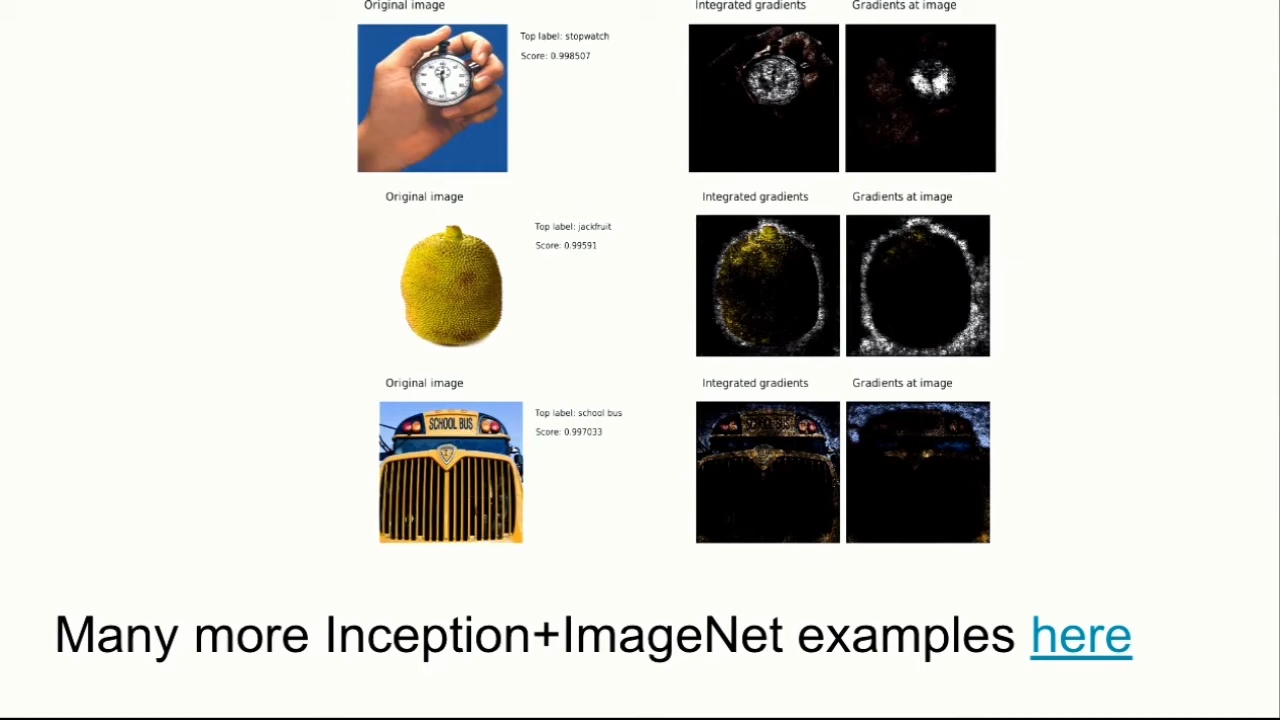 Original image
Integrated gradients
Gradients at image
Top label: stopwatch
Score: 0.998507
Original image
Integrated gradients
Gradients at image
Top label: jackfruit
Score: 0.99591
Original image
Integrated gradients
Gradients at image
SCHOOL BUS
Top label: school bus
Score: 0.997033
Many more Inception+ImageNet examples here